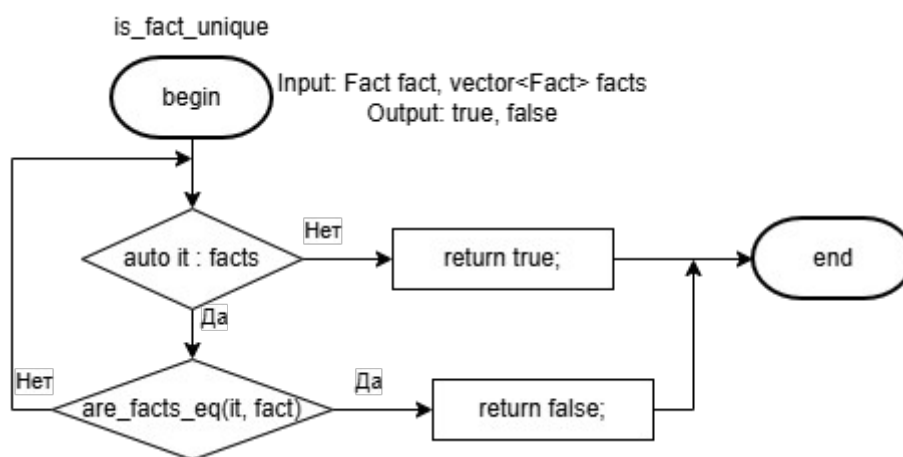 is_fact_unique
begin
Input: Fact fact, vector<Fact> facts
Output: true, false
auto it : facts
Нет
return true;
end
Да
Нет
are_facts_eq(it, fact)
Да
return false;